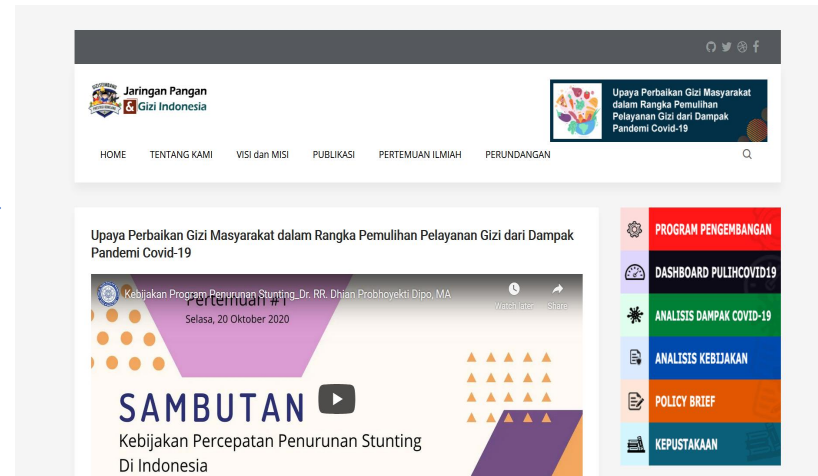 Jaringan Pangan
& Gizi Indonesia
Upaya Perbaikan Gizi Masyarakat
dalam Rangka Pemulihan
Pelayanan Gizi dari Dampak
Pandemi Covid-19
HOME TENTANG KAMI VISI dan MISI PUBLIKASI PERTEMUAN ILMIAH PERUNDANGAN
Upaya Perbaikan Gizi Masyarakat dalam Rangka Pemulihan Pelayanan Gizi dari Dampak
Pandemi Covid-19
Kebijakan Program Penurunan Stunting_Dr. RR. Dhian Probhoyekti Dipo, MA
Watch later Share
Pertemuan #1
Selasa, 20 Oktober 2020
SAMBUTAN
Kebijakan Percepatan Penurunan Stunting
Di Indonesia
PROGRAM PENGEMBANGAN
DASHBOARD PULIHCOVID19
ANALISIS DAMPAK COVID-19
ANALISIS KEBIJAKAN
POLICY BRIEF
KEPUSTAKAAN